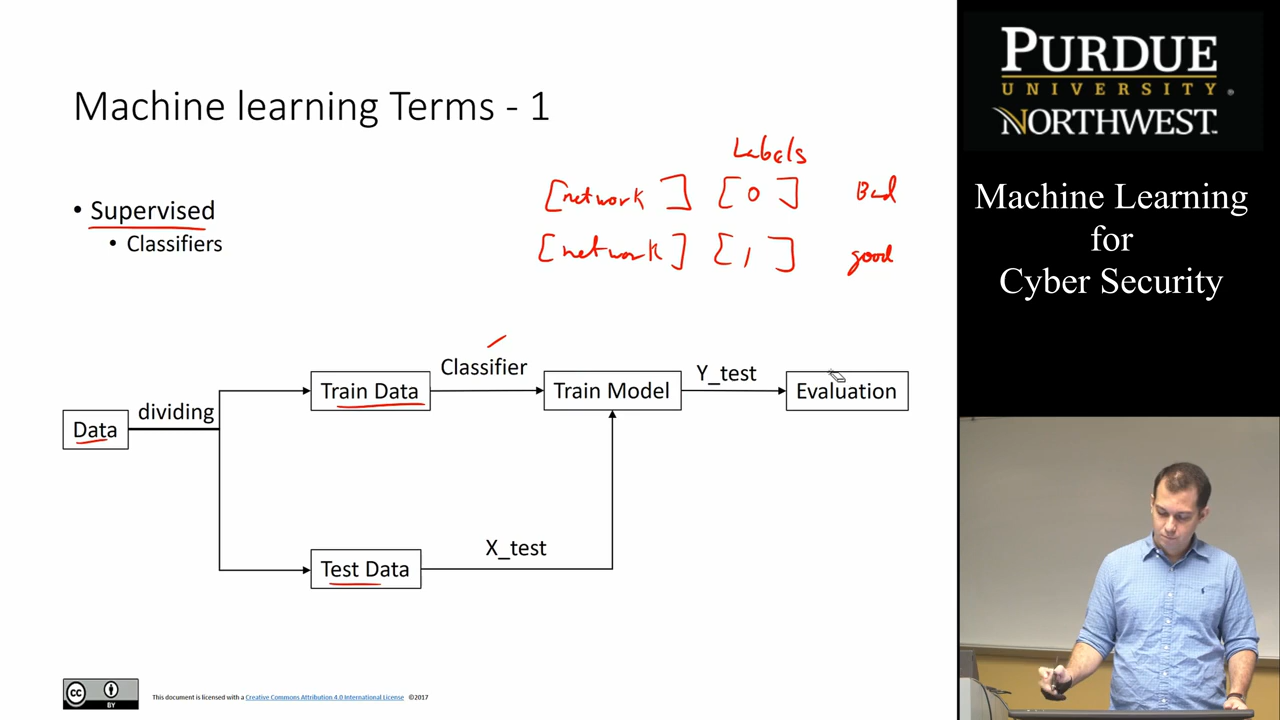 Machine learning Terms - 1
Labels
[network] [0] Bad
[network] [1] good
• Supervised
• Classifiers
Data
dividing
Train Data
Classifier
Train Model
Y_test
Evaluation
Test Data
X_test
CC BY
This document is licensed with a Creative Commons Attribution 4.0 International License ©2017
PURDUE
UNIVERSITY
NORTHWEST
Machine Learning
for
Cyber Security